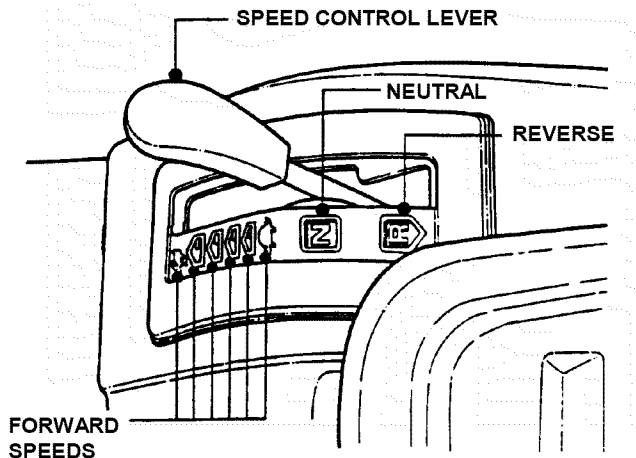 SPEED CONTROL LEVER
NEUTRAL
REVERSE
N
R
FORWARD
SPEEDS